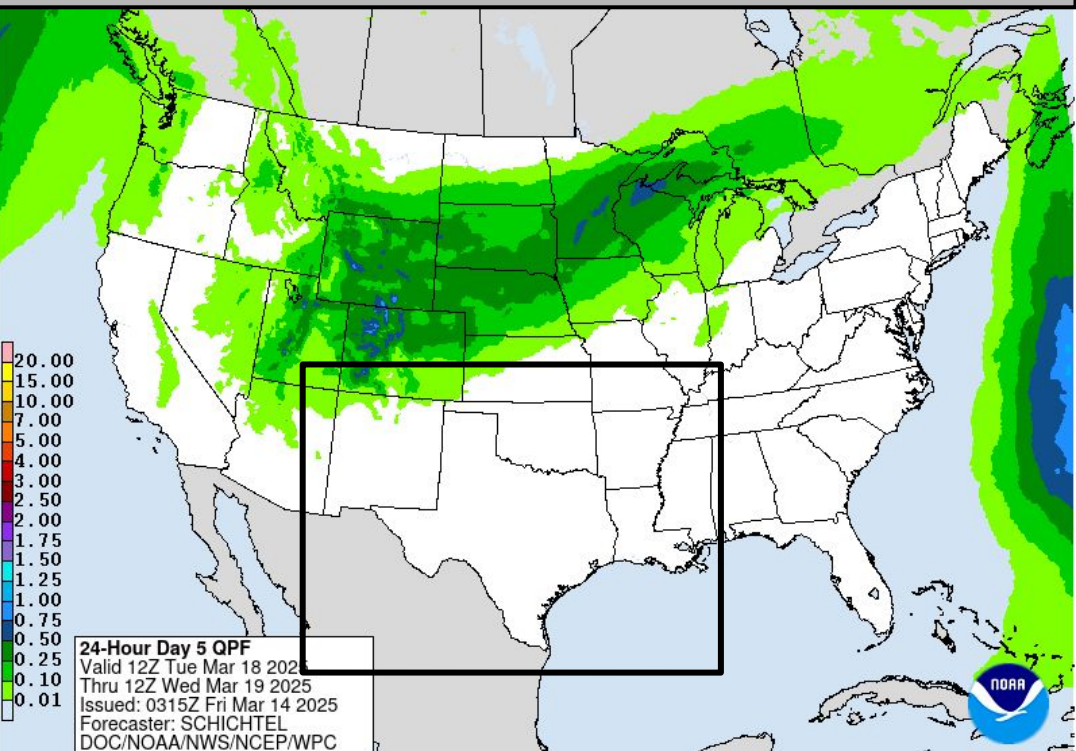 20.00
15.00
10.00
7.00
5.00
4.00
3.00
2.50
2.00
1.75
1.50
1.25
1.00
0.75
0.50
0.25
0.10
0.01
24-Hour Day 5 QPF
Valid 12Z Tue Mar 18 2025
Thru 12Z Wed Mar 19 2025
Issued: 0315Z Fri Mar 14 2025
Forecaster: SCHICHTEL
DOC/NOAA/NWS/NCEP/WPC
NOAA